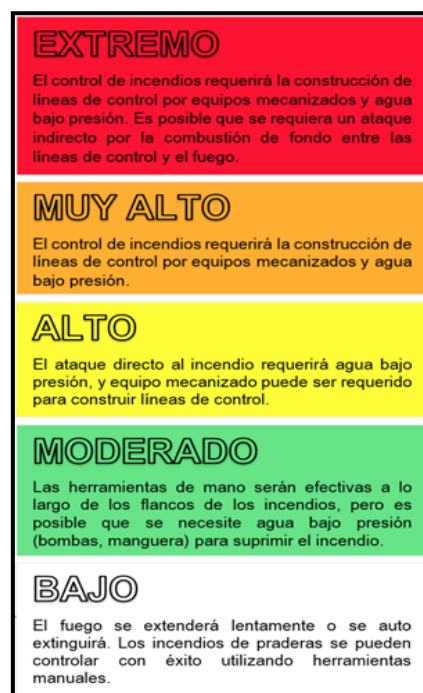 EXTREMO
El control de incendios requerirá la construcción de
líneas de control por equipos mecanizados y agua
bajo presión. Es posible que se requiera un ataque
indirecto por la combustión de fondo entre las
líneas de control y el fuego.
MUY ALTO
El control de incendios requerirá la construcción de
líneas de control por equipos mecanizados y agua
bajo presión.
ALTO
El ataque directo al incendio requerirá agua bajo
presión, y equipo mecanizado puede ser requerido
para construir líneas de control.
MODERADO
Las herramientas de mano serán efectivas a lo
largo de los flancos de los incendios, pero es
posible que se necesite agua bajo presión
(bombas, manguera) para suprimir el incendio.
BAJO
El fuego se extenderá lentamente o se auto
extinguirá. Los incendios de praderas se pueden
controlar con éxito utilizando herramientas
manuales.